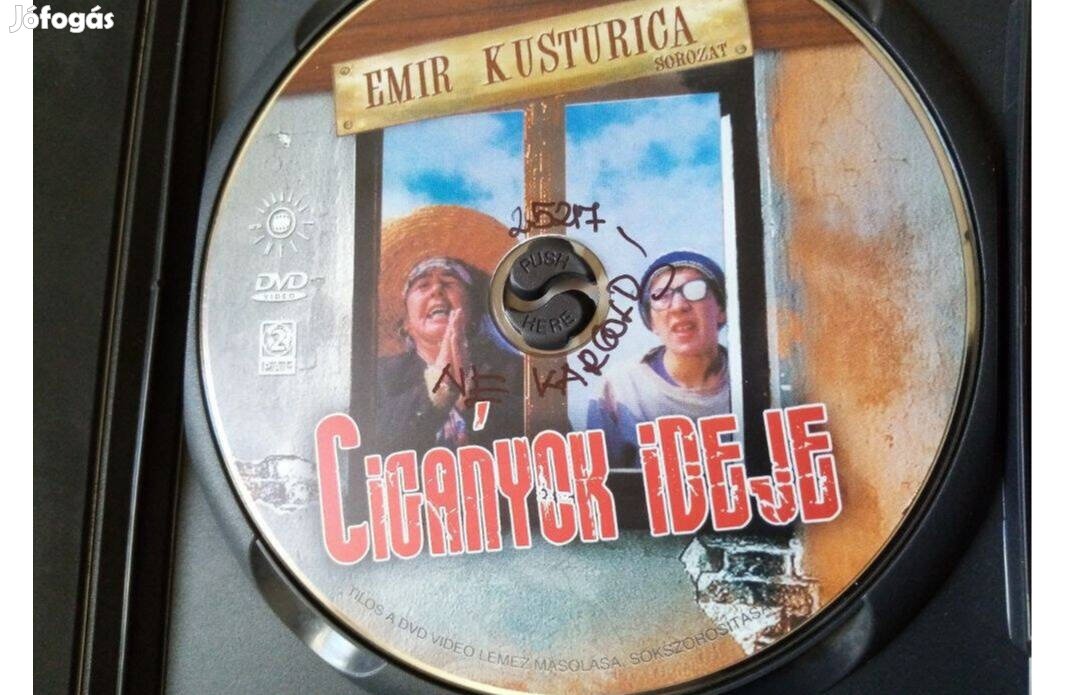 Jófogás
EMIR KUSTURICA
SOROZAT
25217
PUSH
HERE
NE KARCOLD!
DVD
VIDEO
2
CIGÁNYOK IDEJE
TILOS A DVD VIDEO LEMEZ MÁSOLÁSA, SOKSZOROSÍTÁSA